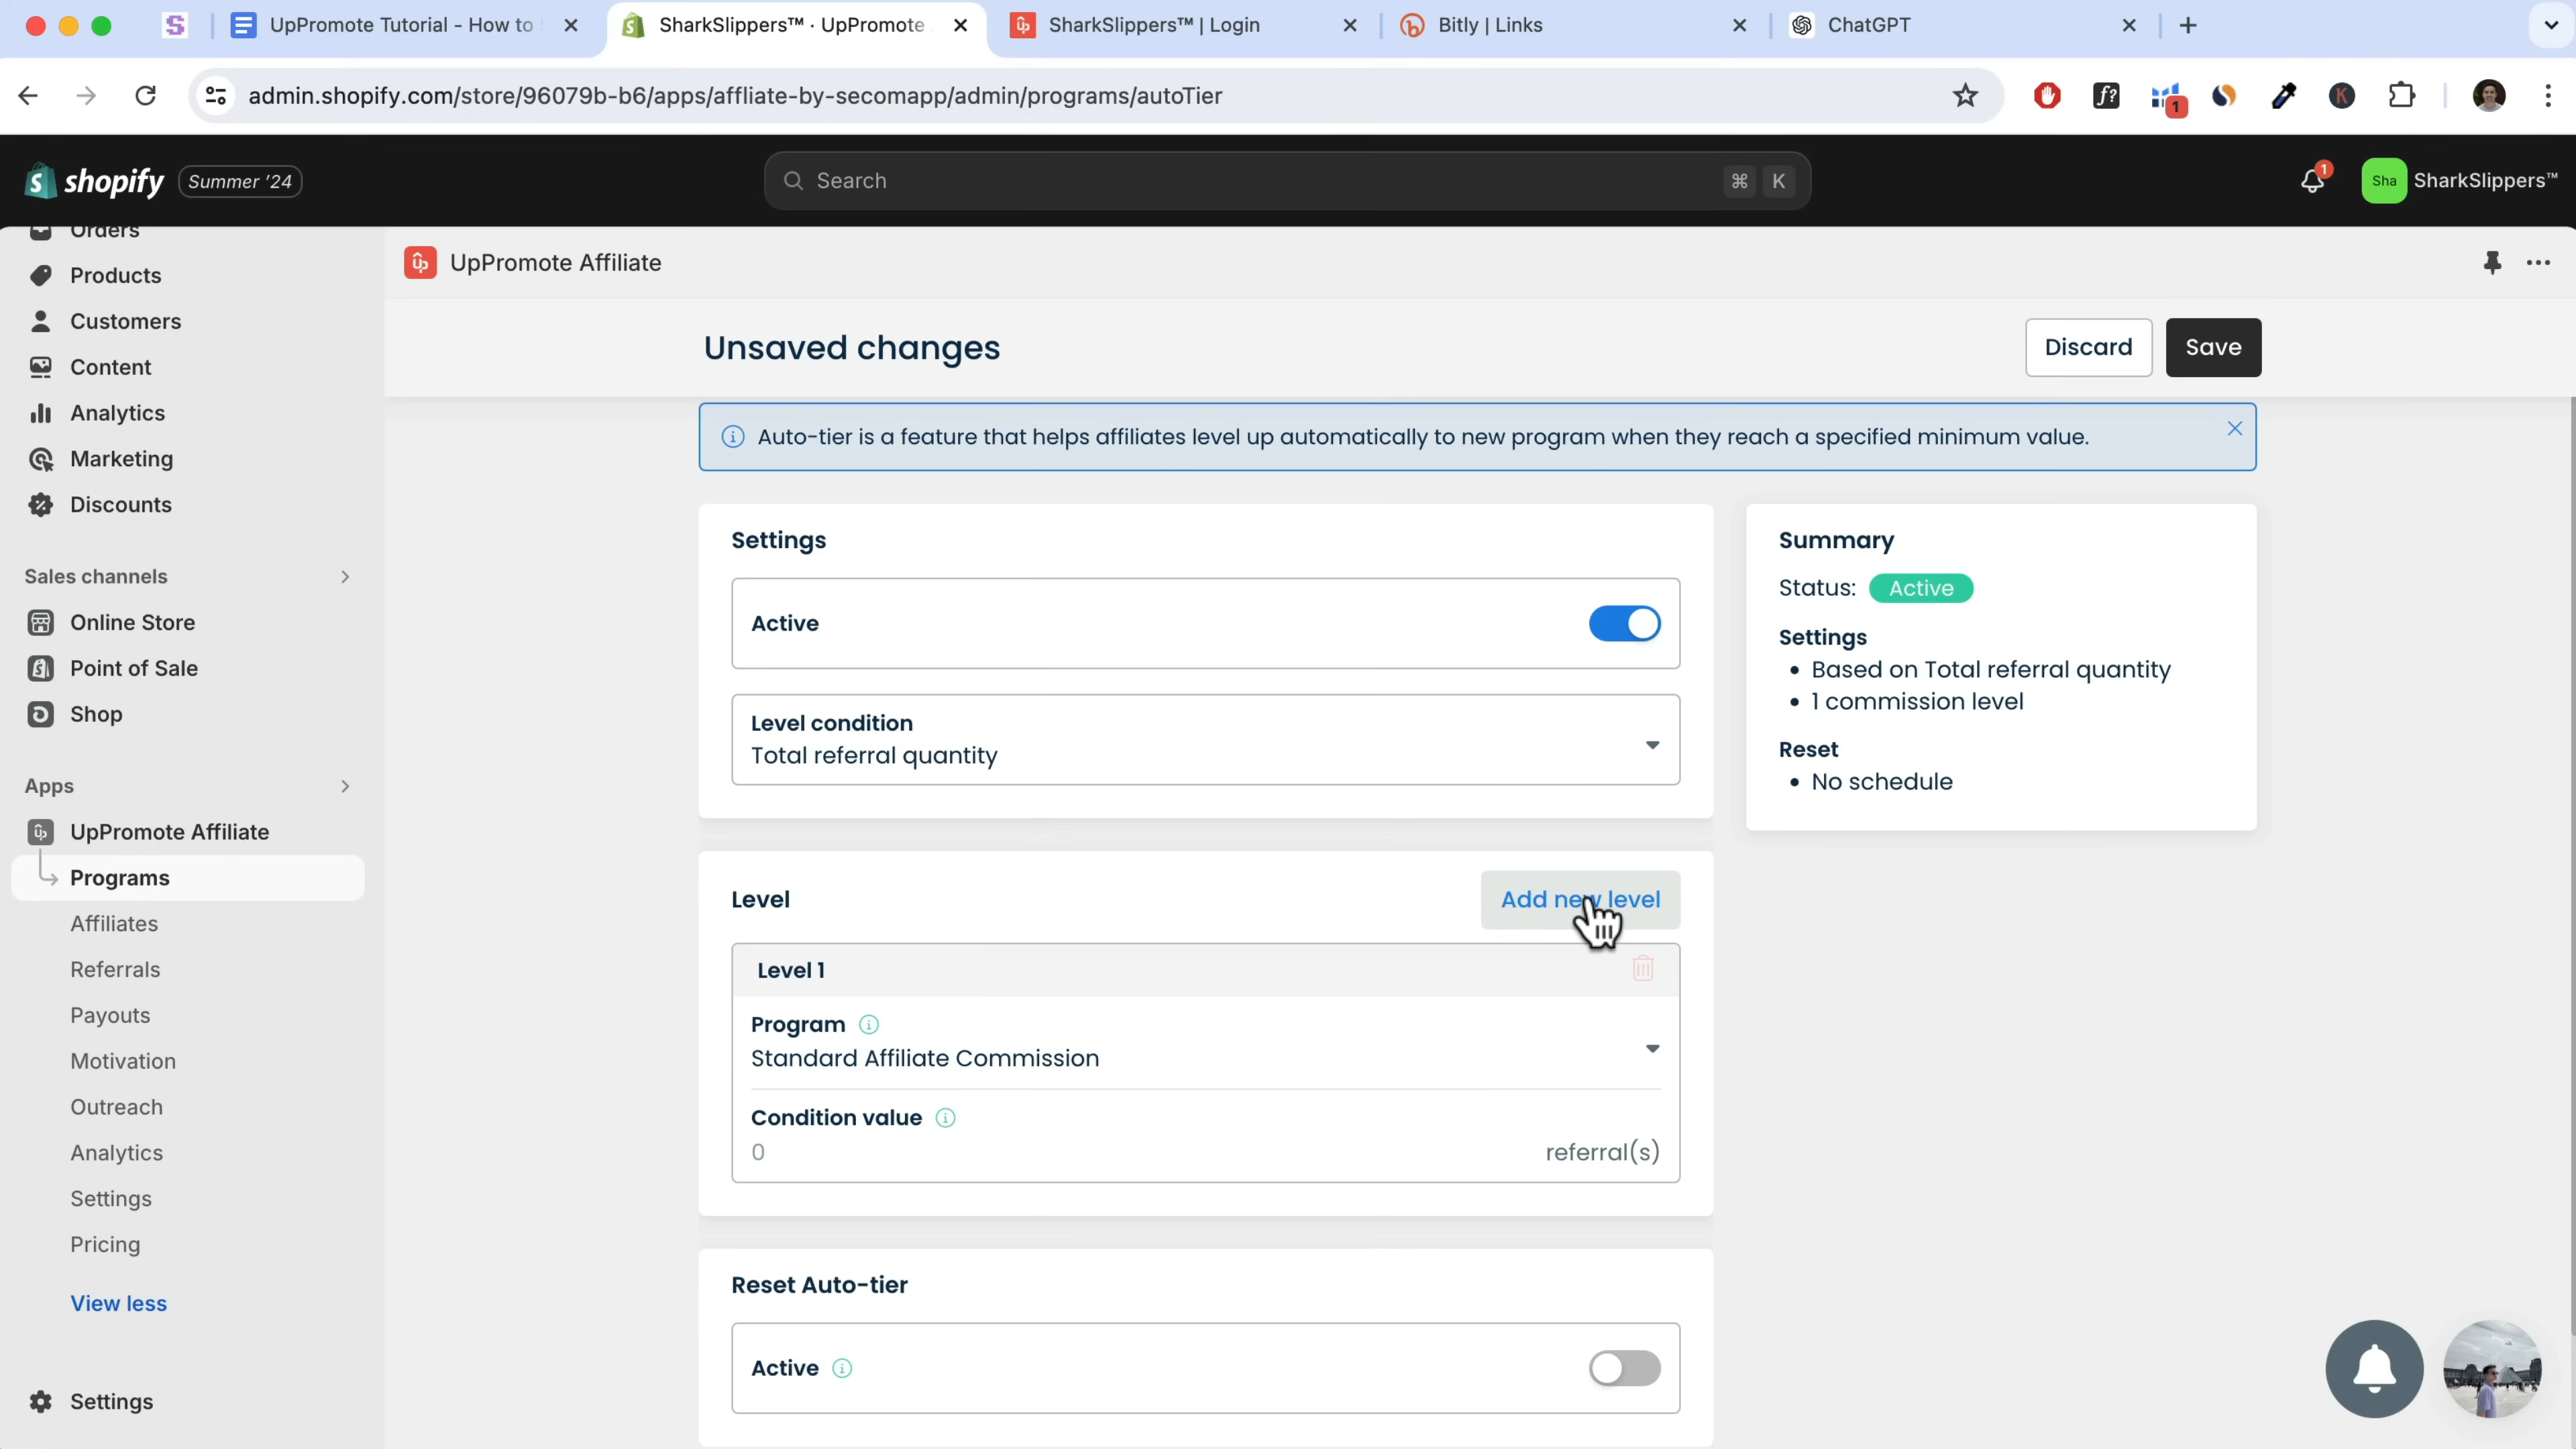 UpPromote Tutorial - How to
SharkSlippers™ · UpPromote
SharkSlippers™ | Login
Bitly | Links
ChatGPT
admin.shopify.com/store/96079b-b6/apps/affliate-by-secomapp/admin/programs/autoTier
f?
1
K
shopify
Summer ’24
Search
⌘ K
1
Sha
SharkSlippers™
Orders
Products
Customers
Content
Analytics
Marketing
Discounts
Sales channels
Online Store
Point of Sale
Shop
Apps
UpPromote Affiliate
Programs
Affiliates
Referrals
Payouts
Motivation
Outreach
Analytics
Settings
Pricing
View less
Settings
UpPromote Affiliate
Unsaved changes
Discard
Save
Auto-tier is a feature that helps affiliates level up automatically to new program when they reach a specified minimum value.
Settings
Active
Level condition
Total referral quantity
Level
Add new level
Level 1
Program
Standard Affiliate Commission
Condition value
0
referral(s)
Reset Auto-tier
Active
Summary
Status: Active
Settings
• Based on Total referral quantity
• 1 commission level
Reset
• No schedule